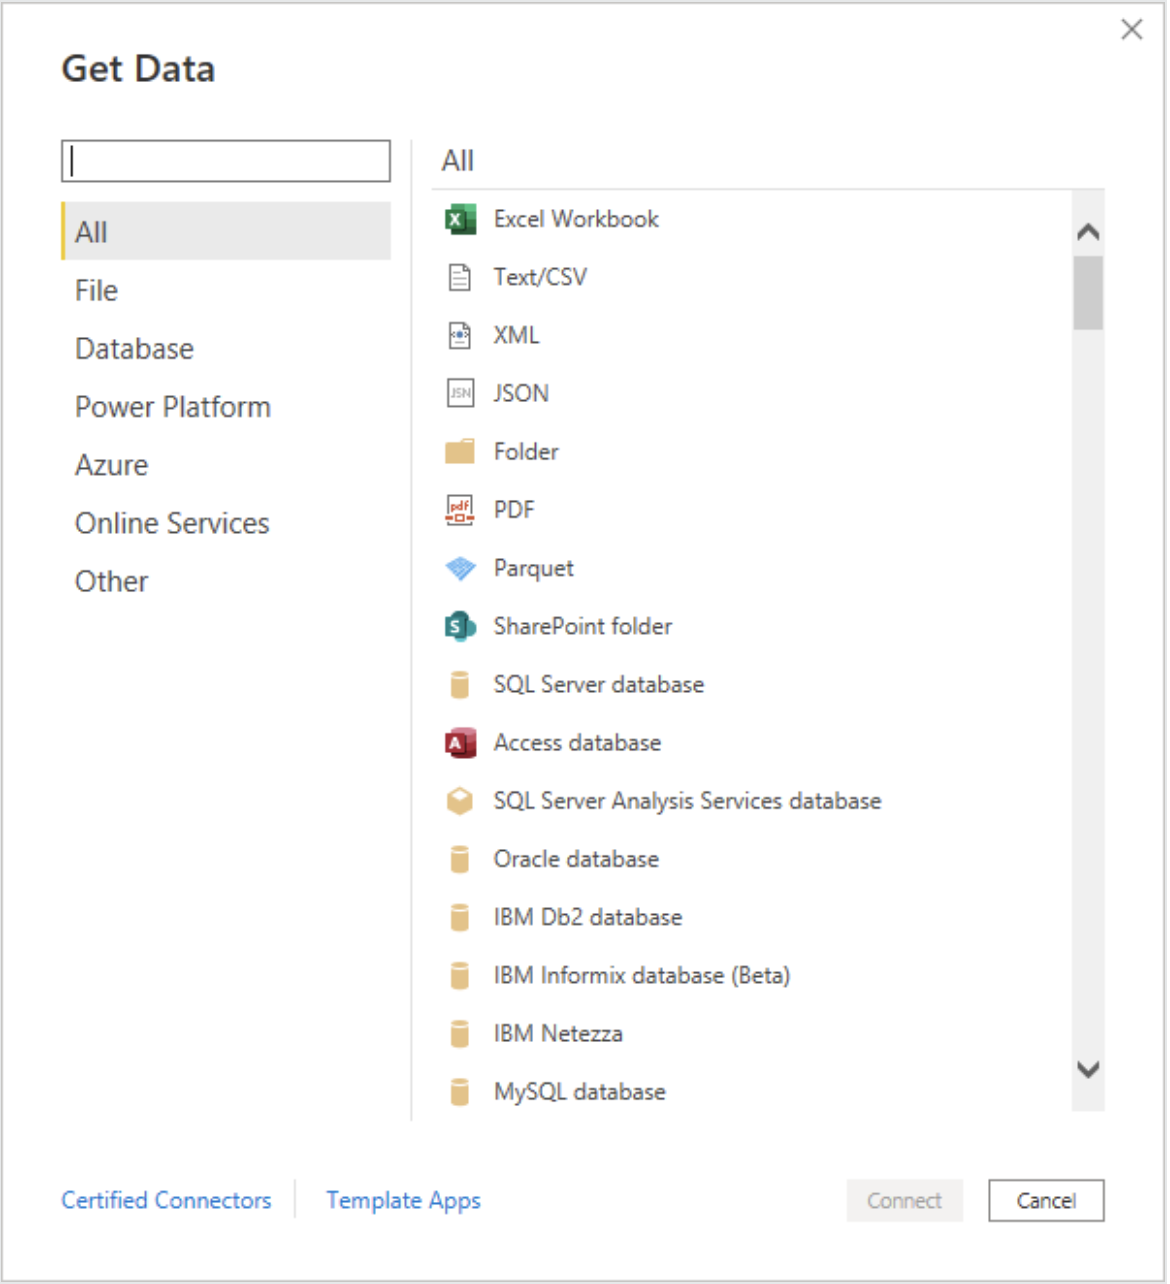 Get Data
All
File
Database
Power Platform
Azure
Online Services
Other
All
Excel Workbook
Text/CSV
XML
JSN JSON
Folder
pdf PDF
Parquet
S SharePoint folder
SQL Server database
A Access database
SQL Server Analysis Services database
Oracle database
IBM Db2 database
IBM Informix database (Beta)
IBM Netezza
MySQL database
Certified Connectors
Template Apps
Connect
Cancel